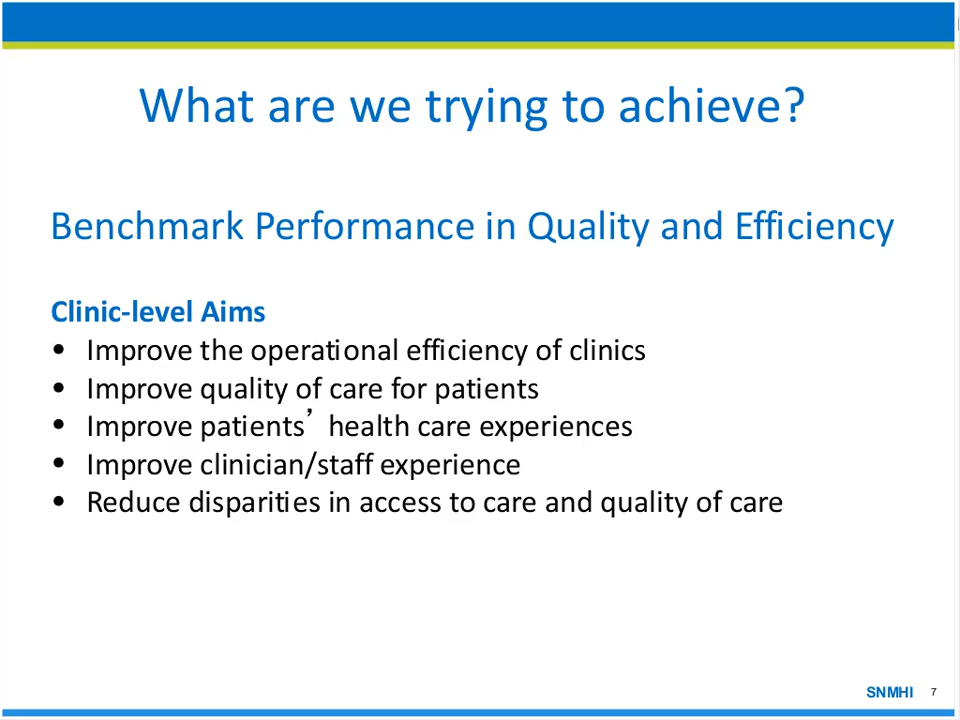 What are we trying to achieve?
Benchmark Performance in Quality and Efficiency
Clinic-level Aims
• Improve the operational efficiency of clinics
• Improve quality of care for patients
• Improve patients’ health care experiences
• Improve clinician/staff experience
• Reduce disparities in access to care and quality of care
SNMHI 7